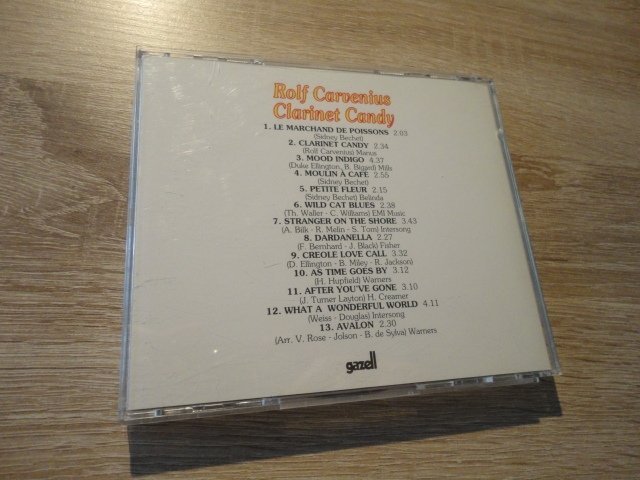 Rolf Carvenius
Clarinet Candy
1. LE MARCHAND DE POISSONS 2.03
(Sidney Bechet)
2. CLARINET CANDY 2.34
(Rolf Carvenius) Manus
3. MOOD INDIGO 4.37
(Duke Ellington, B. Bigard) Mills
4. MOULIN À CAFÉ 2.55
(Sidney Bechet)
5. PETITE FLEUR 2.15
(Sidney Bechet) Belinda
6. WILD CAT BLUES 2.38
(Th. Waller - C. Williams) EMI Music
7. STRANGER ON THE SHORE 3.43
(A. Bilk - R. Melin - S. Tom) Intersong
8. DARDANELLA 2.27
(F. Bernhard - J. Black) Fisher
9. CREOLE LOVE CALL 3.32
(D. Ellington - B. Miley - R. Jackson)
10. AS TIME GOES BY 3.12
(H. Hupfield) Warners
11. AFTER YOU'VE GONE 3.10
(J. Turner Layton) H. Creamer
12. WHAT A WONDERFUL WORLD 4.11
(Weiss - Douglas) Intersong
13. AVALON 2.30
(Arr. V. Rose - Jolson - B. de Sylva) Warners
gazell